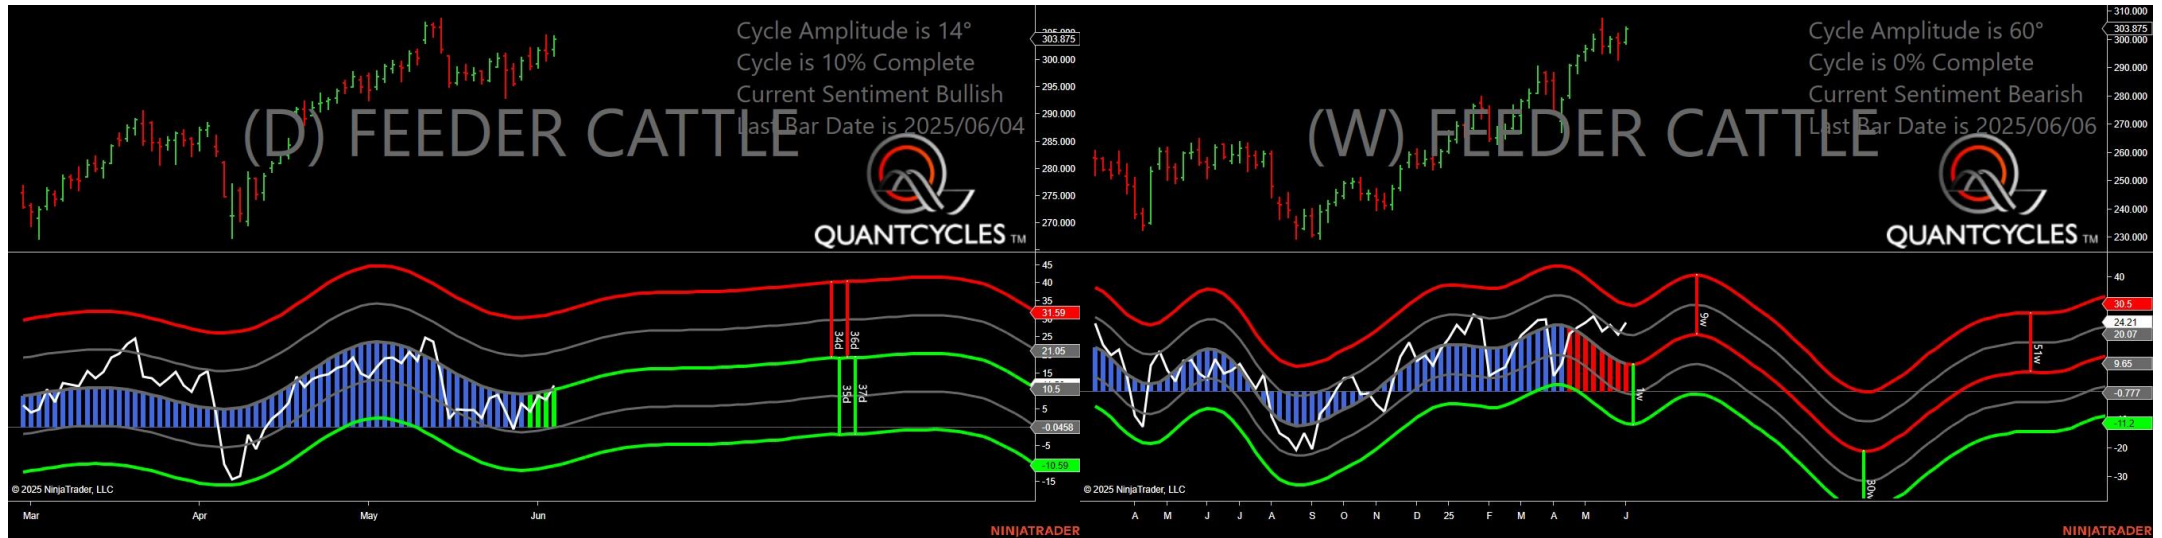 Cycle Amplitude is 14°
Cycle is 10% Complete
Current Sentiment Bullish
Last Bar Date is 2025/06/04
(D) FEEDER CATTLE
QUANTCYCLES TM
303.875
300.000
295.000
290.000
285.000
280.000
275.000
270.000
45
40
35
31.59
25
21.05
15
10.5
5
-0.0458
-5
-10.59
-15
34d
36d
35d
37d
© 2025 NinjaTrader, LLC
Mar Apr May Jun
NINJATRADER
Cycle Amplitude is 60°
Cycle is 0% Complete
Current Sentiment Bearish
Last Bar Date is 2025/06/06
(W) FEEDER CATTLE
QUANTCYCLES TM
310.000
303.875
300.000
290.000
280.000
270.000
260.000
250.000
240.000
230.000
40
30.5
24.21
20.07
9.65
-0.777
-11.2
-20
-30
9w
1w
30w
51w
© 2025 NinjaTrader, LLC
A M J J A S O N D 25 F M A M J
NINJATRADER